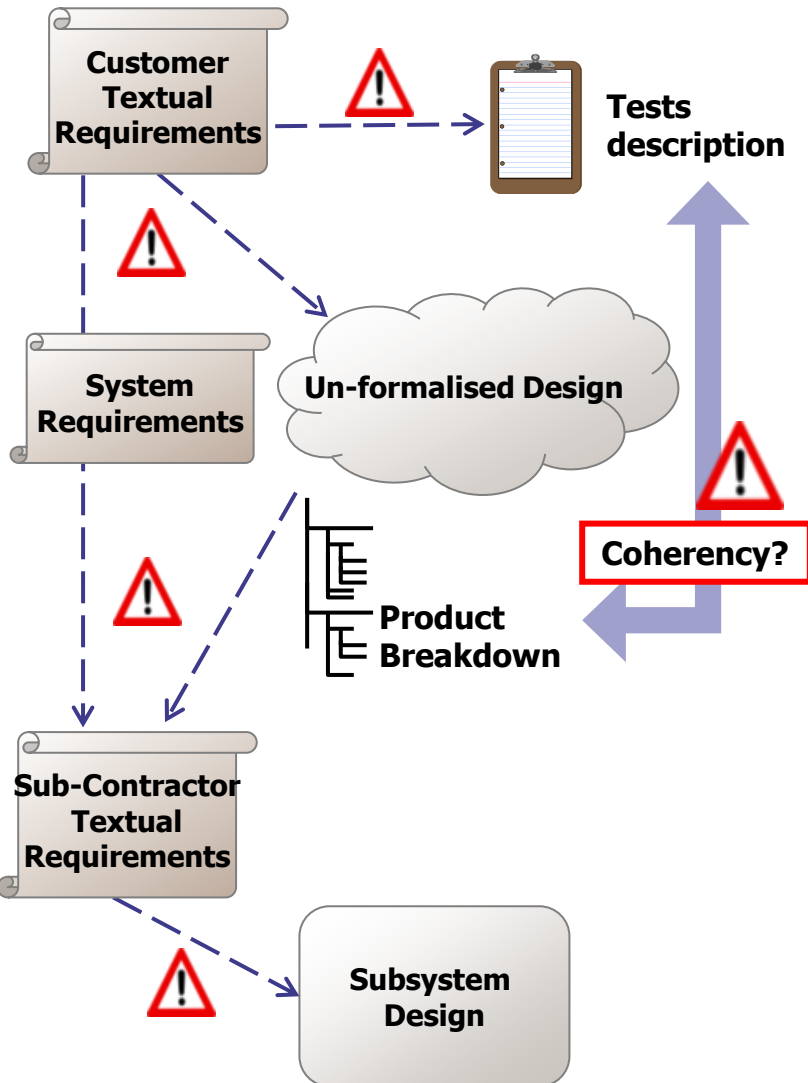 Customer
Textual
Requirements
Tests
description
System
Requirements
Un-formalised Design
Coherency?
Product
Breakdown
Sub-Contractor
Textual
Requirements
Subsystem
Design